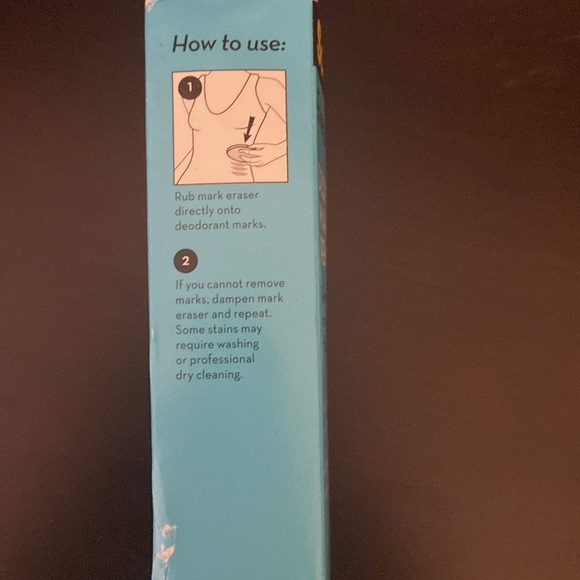 How to use:
1
Rub mark eraser
directly onto
deodorant marks.
2
If you cannot remove
marks, dampen mark
eraser and repeat.
Some stains may
require washing
or professional
dry cleaning.